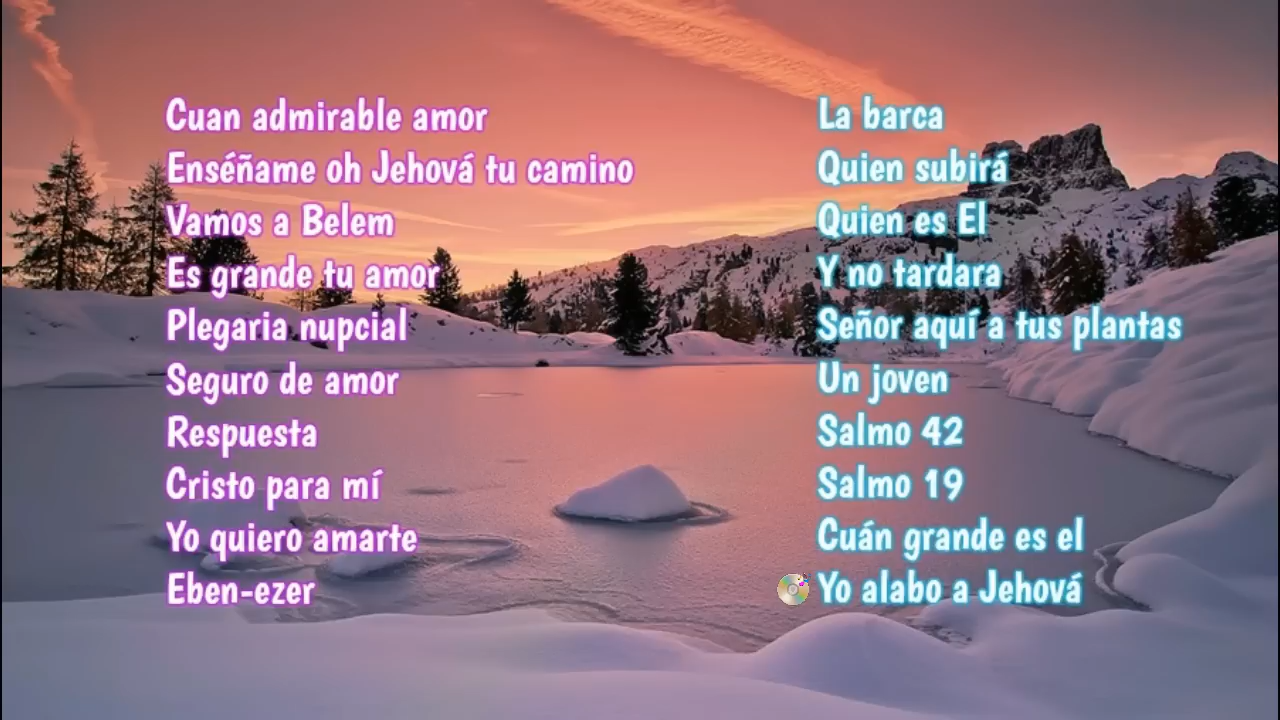 Cuan admirable amor
Enséñame oh Jehová tu camino
Vamos a Belem
Es grande tu amor
Plegaria nupcial
Seguro de amor
Respuesta
Cristo para mí
Yo quiero amarte
Eben-ezer
La barca
Quien subirá
Quien es El
Y no tardara
Señor aquí a tus plantas
Un joven
Salmo 42
Salmo 19
Cuán grande es el
Yo alabo a Jehová